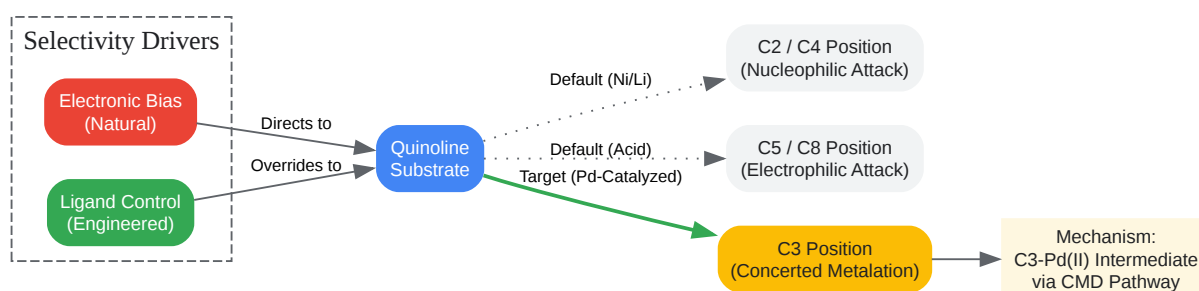 Selectivity Drivers
Electronic Bias
(Natural)
Ligand Control
(Engineered)
Directs to
Overrides to
Quinoline
Substrate
Default (Ni/Li)
Default (Acid)
Target (Pd-Catalyzed)
C2 / C4 Position
(Nucleophilic Attack)
C5 / C8 Position
(Electrophilic Attack)
C3 Position
(Concerted Metalation)
Mechanism:
C3-Pd(II) Intermediate
via CMD Pathway